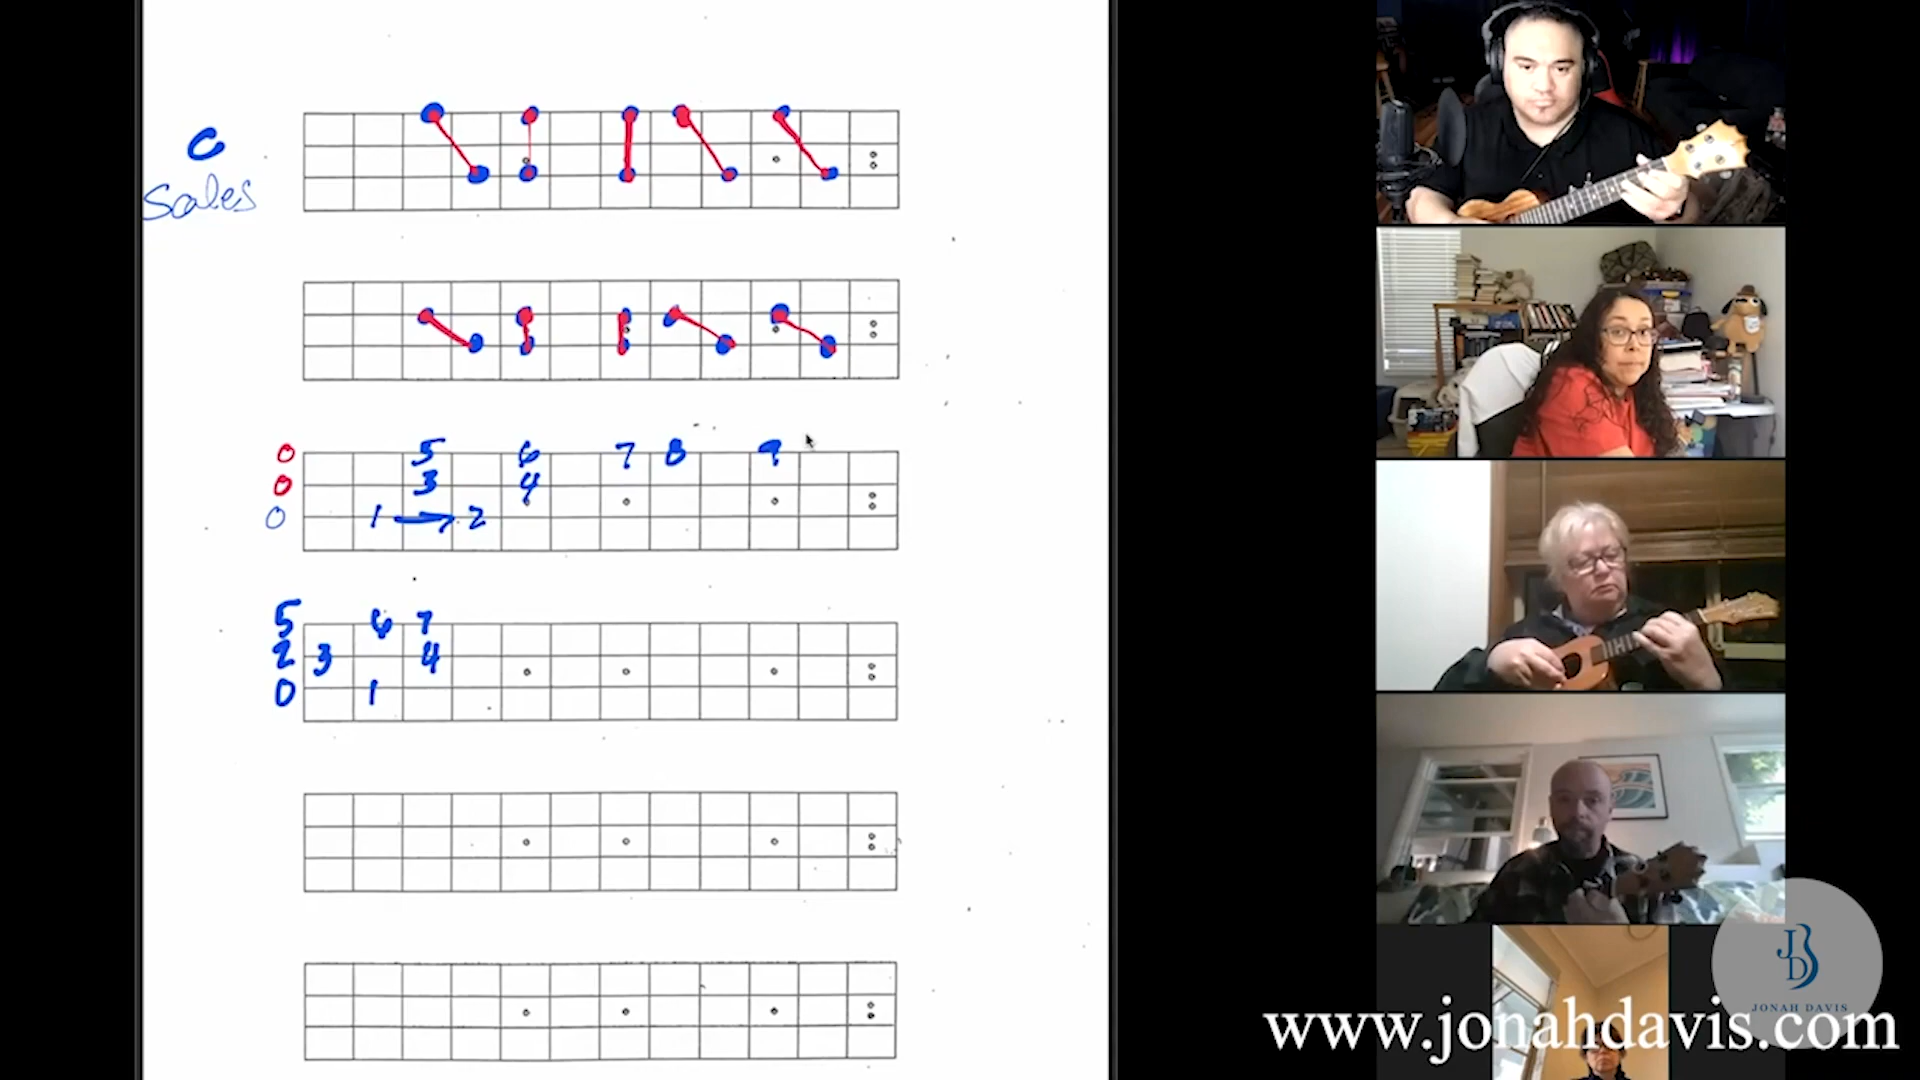 C
Scales
0 5 6 7 8 9
0 3 4
0 1 → 2
5 6 7
2 3 4
0 1
JD
JONAH DAVIS
www.jonahdavis.com